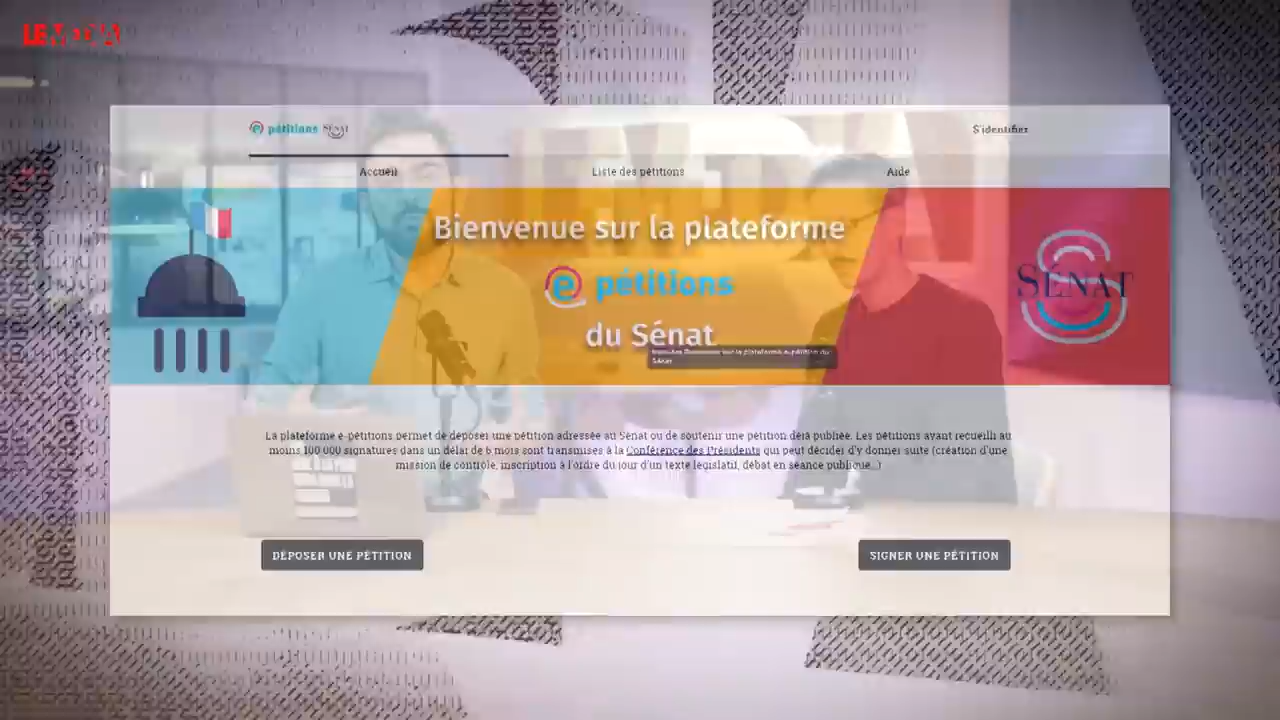 pétitions SÉNAT
S'identifier
Accueil
Liste des pétitions
Aide
Bienvenue sur la plateforme
e pétitions
du Sénat
SÉNAT
La plateforme e-pétitions permet de déposer une pétition adressée au Sénat ou de soutenir une pétition déjà publiée. Les pétitions ayant recueilli au
moins 100 000 signatures dans un délai de 6 mois sont transmises à la Conférence des Présidents qui peut décider d'y donner suite (création d'une
mission de contrôle, inscription à l'ordre du jour d'un texte législatif, débat en séance publique...)
DÉPOSER UNE PÉTITION
SIGNER UNE PÉTITION